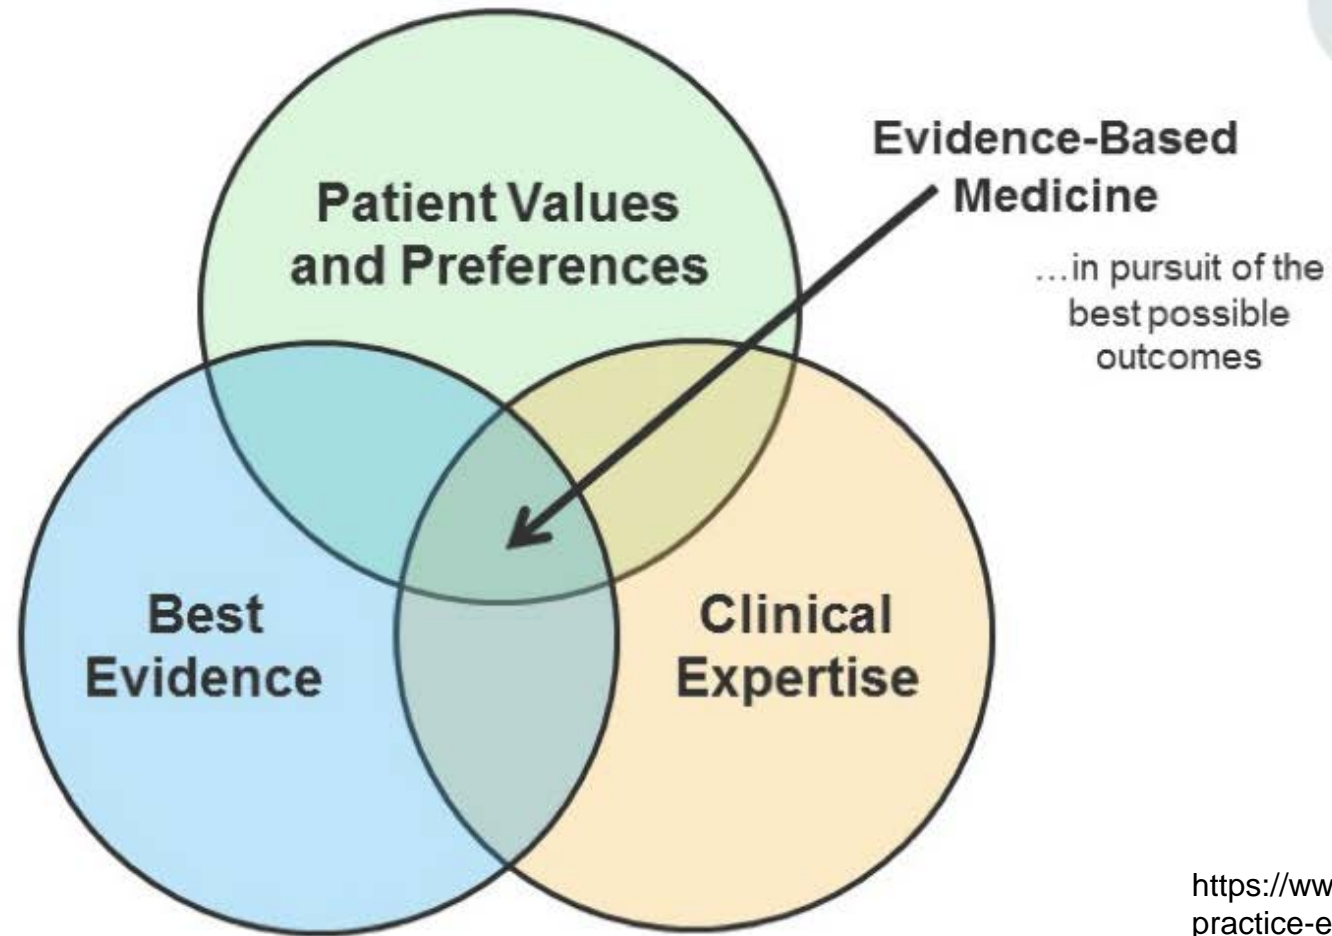 Patient Values
and Preferences
Evidence-Based
Medicine
…in pursuit of the
best possible
outcomes
Best
Evidence
Clinical
Expertise
https://ww
practice-e